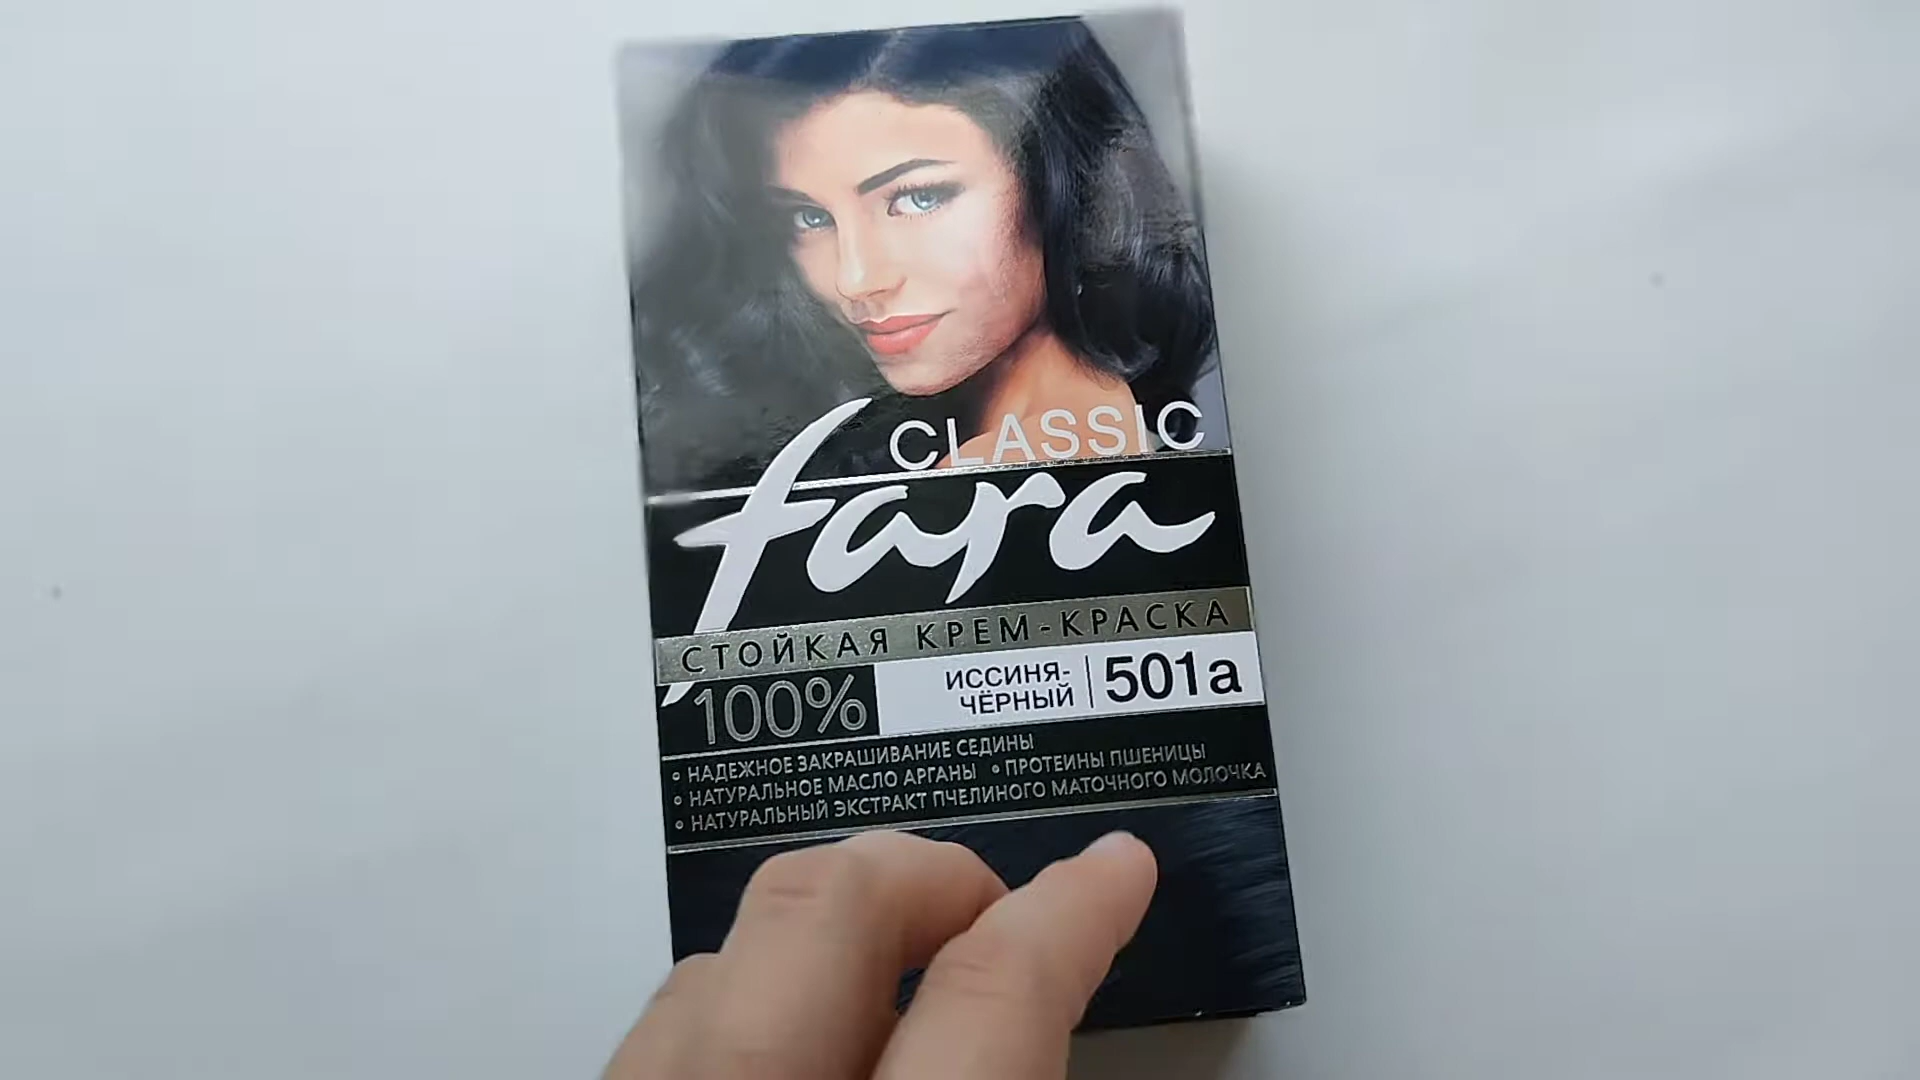 CLASSIC
fara
СТОЙКАЯ КРЕМ-КРАСКА
100%
ИССИНЯ-
ЧЁРНЫЙ
501а
• НАДЕЖНОЕ ЗАКРАШИВАНИЕ СЕДИНЫ
• НАТУРАЛЬНОЕ МАСЛО АРГАНЫ • ПРОТЕИНЫ ПШЕНИЦЫ
• НАТУРАЛЬНЫЙ ЭКСТРАКТ ПЧЕЛИНОГО МАТОЧНОГО МОЛОЧКА